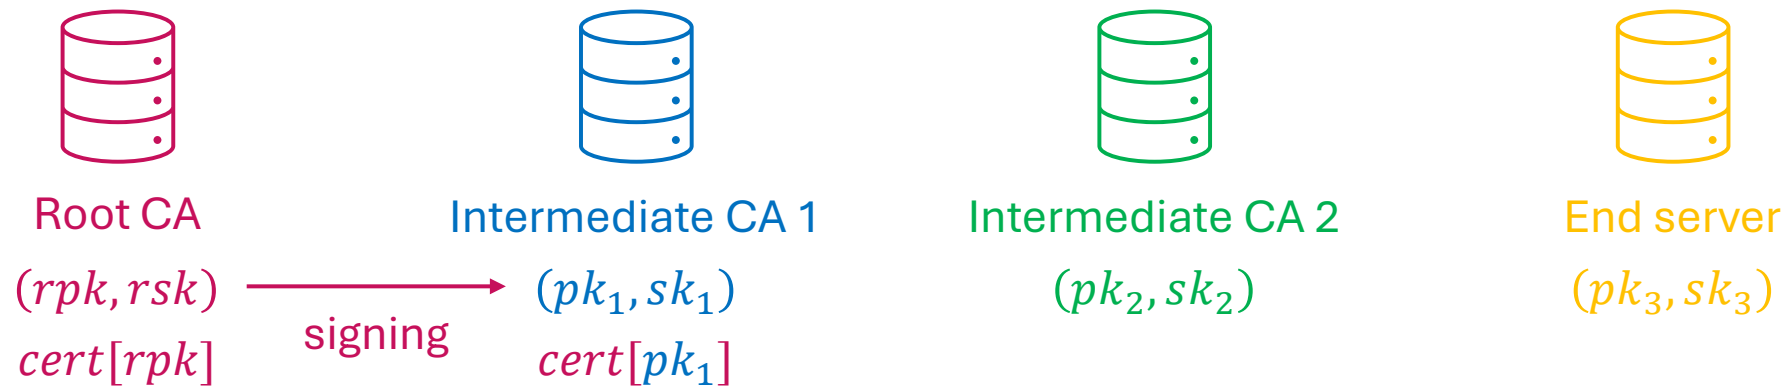 Root CA
Intermediate CA 1
Intermediate CA 2
End server
(rpk, rsk)
signing
(pk₁, sk₁)
(pk₂, sk₂)
(pk₃, sk₃)
cert[rpk]
cert[pk₁]